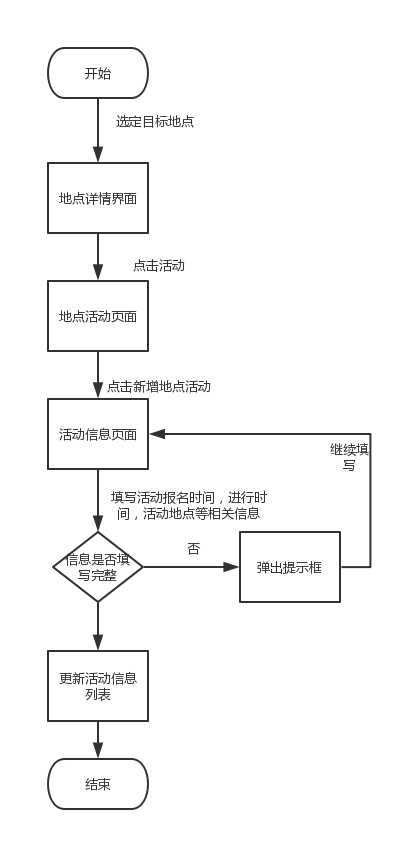 开始
选定目标地点
地点详情界面
点击活动
地点活动页面
点击新增地点活动
活动信息页面
继续填
写
填写活动报名时间，进行时
间，活动地点等相关信息
信息是否填
写完整
否
弹出提示框
更新活动信息
列表
结束